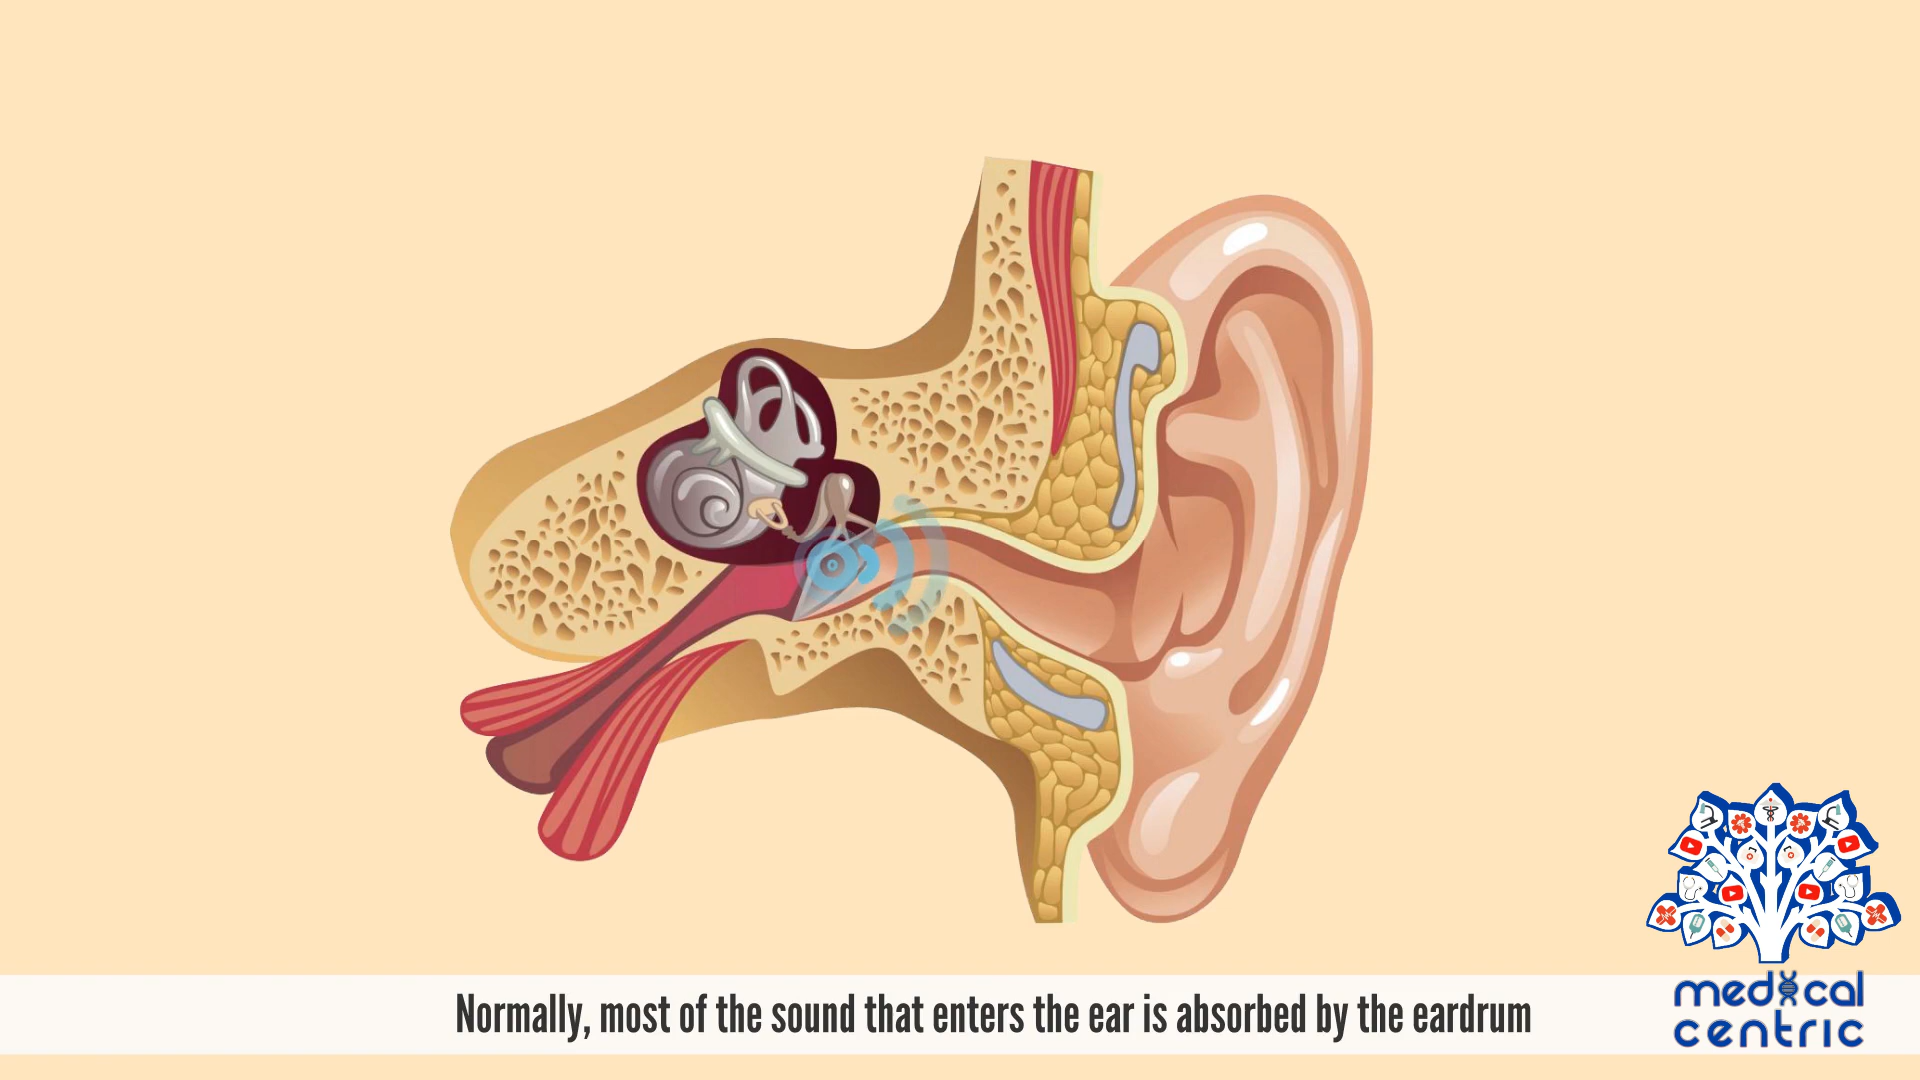 Normally, most of the sound that enters the ear is absorbed by the eardrum
medical
centric